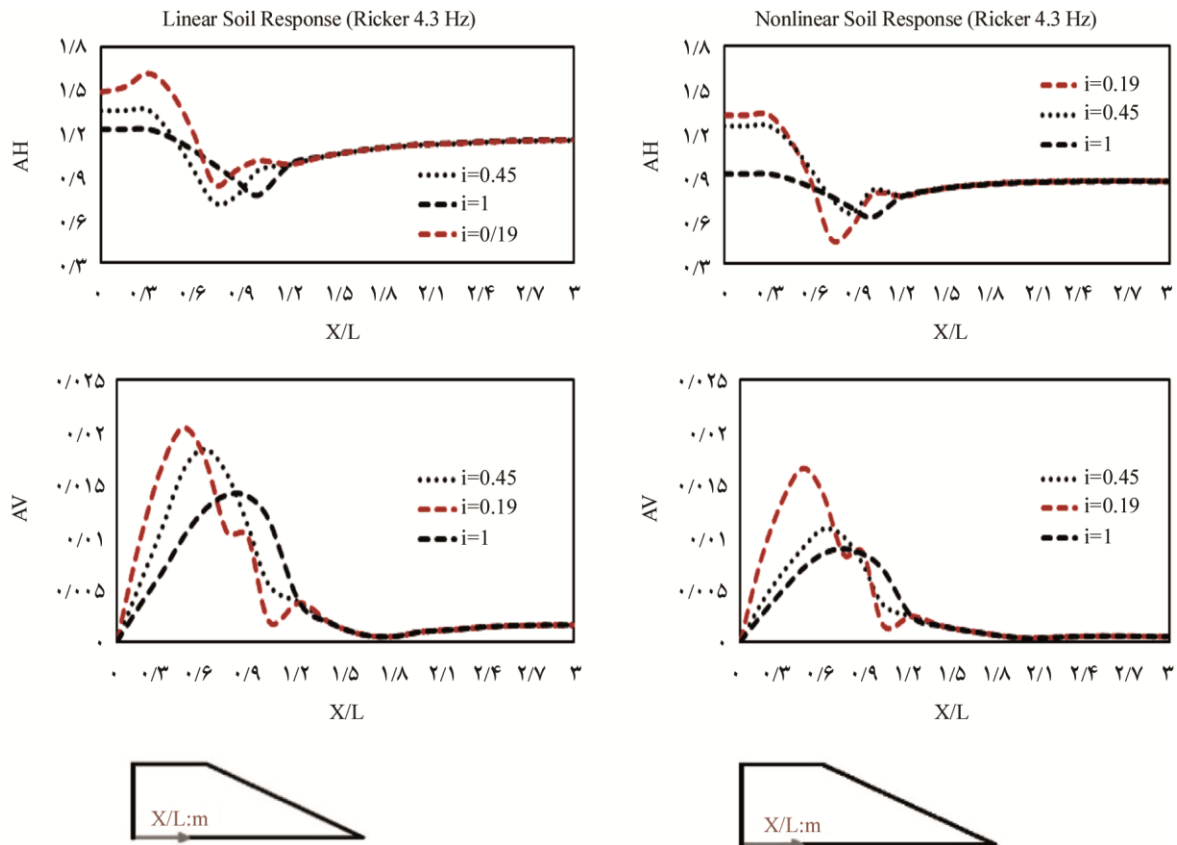 Linear Soil Response (Ricker 4.3 Hz)
۱/۸
۱/۵
۱/۲
۰/۹
۰/۶
۰/۳
AH
i=0.45
i=1
i=0/19
۰ ۰/۳ ۰/۶ ۰/۹ ۱/۲ ۱/۵ ۱/۸ ۲/۱ ۲/۴ ۲/۷ ۳
X/L
Nonlinear Soil Response (Ricker 4.3 Hz)
۱/۸
۱/۵
۱/۲
۰/۹
۰/۶
۰/۳
AH
i=0.19
i=0.45
i=1
۰ ۰/۳ ۰/۶ ۰/۹ ۱/۲ ۱/۵ ۱/۸ ۲/۱ ۲/۴ ۲/۷ ۳
X/L
۰/۰۲۵
۰/۰۲
۰/۰۱۵
۰/۰۱
۰/۰۰۵
۰
AV
i=0.45
i=0.19
i=1
۰ ۰/۳ ۰/۶ ۰/۹ ۱/۲ ۱/۵ ۱/۸ ۲/۱ ۲/۴ ۲/۷ ۳
X/L
۰/۰۲۵
۰/۰۲
۰/۰۱۵
۰/۰۱
۰/۰۰۵
۰
AV
i=0.45
i=0.19
i=1
۰ ۰/۳ ۰/۶ ۰/۹ ۱/۲ ۱/۵ ۱/۸ ۲/۱ ۲/۴ ۲/۷ ۳
X/L
X/L:m
X/L:m